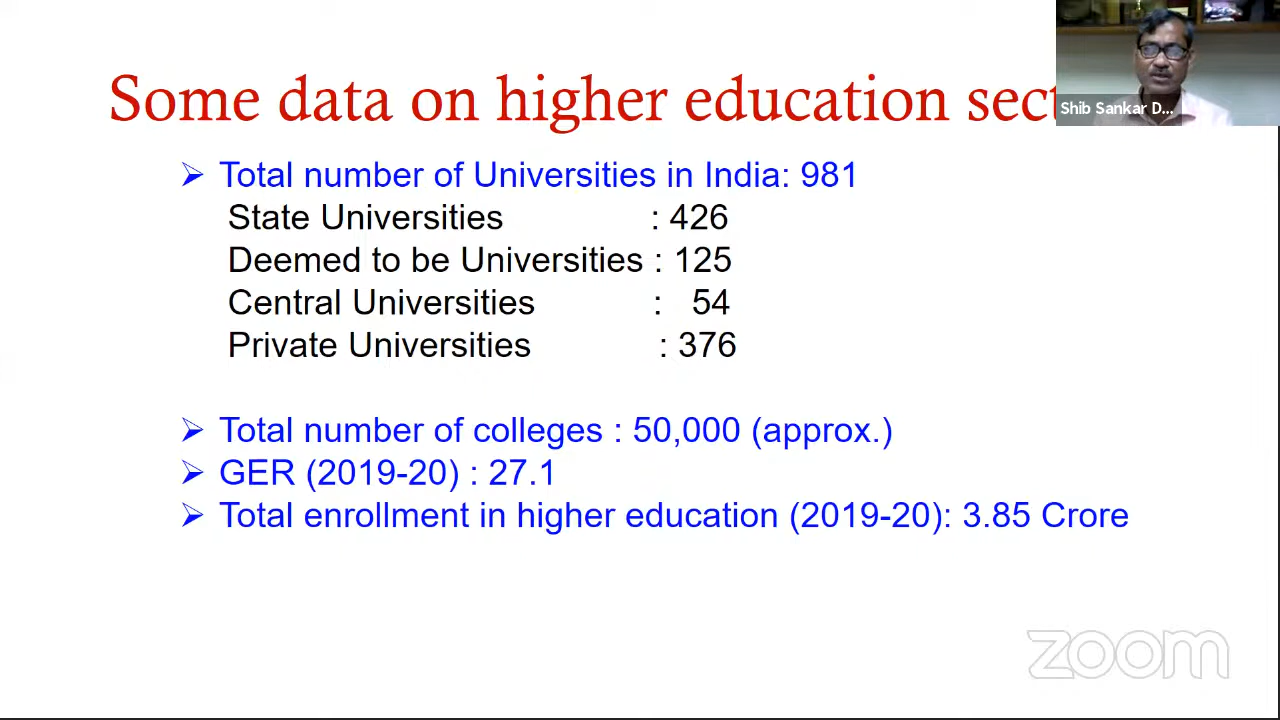 Some data on higher education sect
Shib Sankar D...
➢ Total number of Universities in India: 981
State Universities : 426
Deemed to be Universities : 125
Central Universities : 54
Private Universities : 376
➢ Total number of colleges : 50,000 (approx.)
➢ GER (2019-20) : 27.1
➢ Total enrollment in higher education (2019-20): 3.85 Crore
zoom